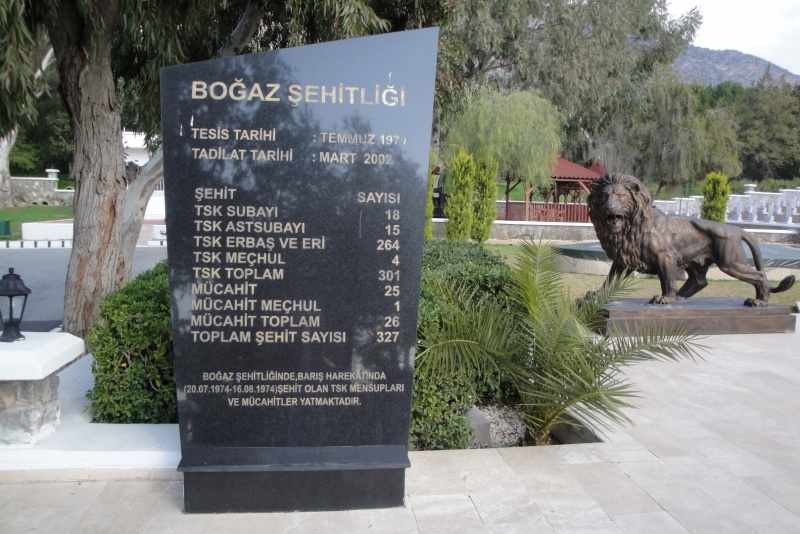 BOĞAZ ŞEHİTLİĞİ
TESİS TARİHİ : TEMMUZ
TADİLAT TARİHİ : MART 2002
ŞEHİT SAYISI
TSK SUBAYI 18
TSK ASTSUBAYI 15
TSK ERBAŞ VE ERİ 264
TSK MEÇHUL 4
TSK TOPLAM 301
MÜCAHİT 25
MÜCAHİT MEÇHUL 1
MÜCAHİT TOPLAM 26
TOPLAM ŞEHİT SAYISI 327
BOĞAZ ŞEHİTLİĞİNDE,BARIŞ HAREKATINDA
(20.07.1974-16.08.1974)ŞEHİT OLAN TSK MENSUPLARI
VE MÜCAHİTLER YATMAKTADIR.